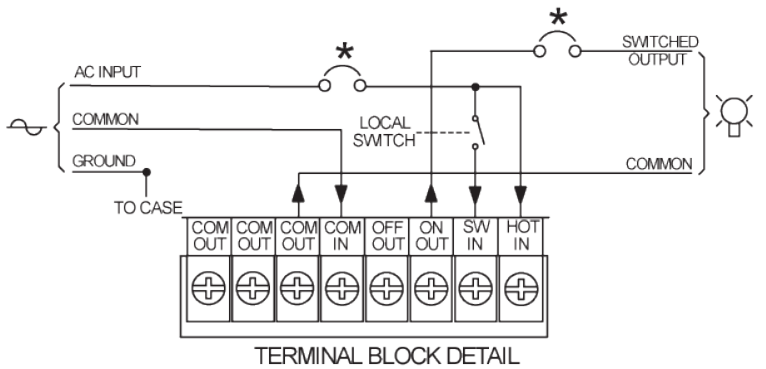 *
*
SWITCHED
OUTPUT
AC INPUT
COMMON
LOCAL
SWITCH
GROUND
COMMON
TO CASE
COM OUT
COM OUT
COM OUT
COM IN
OFF OUT
ON OUT
SW IN
HOT IN
TERMINAL BLOCK DETAIL